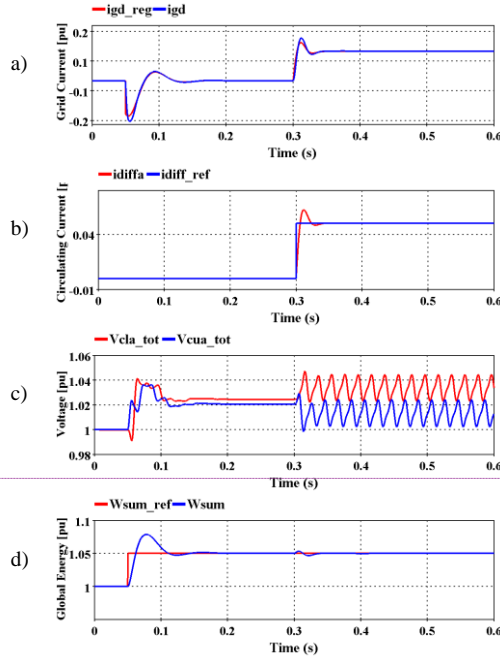 igd_reg igd
a)
Grid Current [pu]
0.2
0.1
-0.1
-0.2
0 0.1 0.2 0.3 0.4 0.5 0.6
Time (s)
idiffa idiff_ref
b)
Circulating Current [p
0.04
-0.01
0 0.1 0.2 0.3 0.4 0.5 0.6
Time (s)
Vcla_tot Vcua_tot
c)
Voltage [pu]
1.06
1.04
1.02
1
0.98
0 0.1 0.2 0.3 0.4 0.5 0.6
Time (s)
Wsum_ref Wsum
d)
Global Energy [pu]
1.1
1.05
1
0 0.1 0.2 0.3 0.4 0.5 0.6
Time (s)